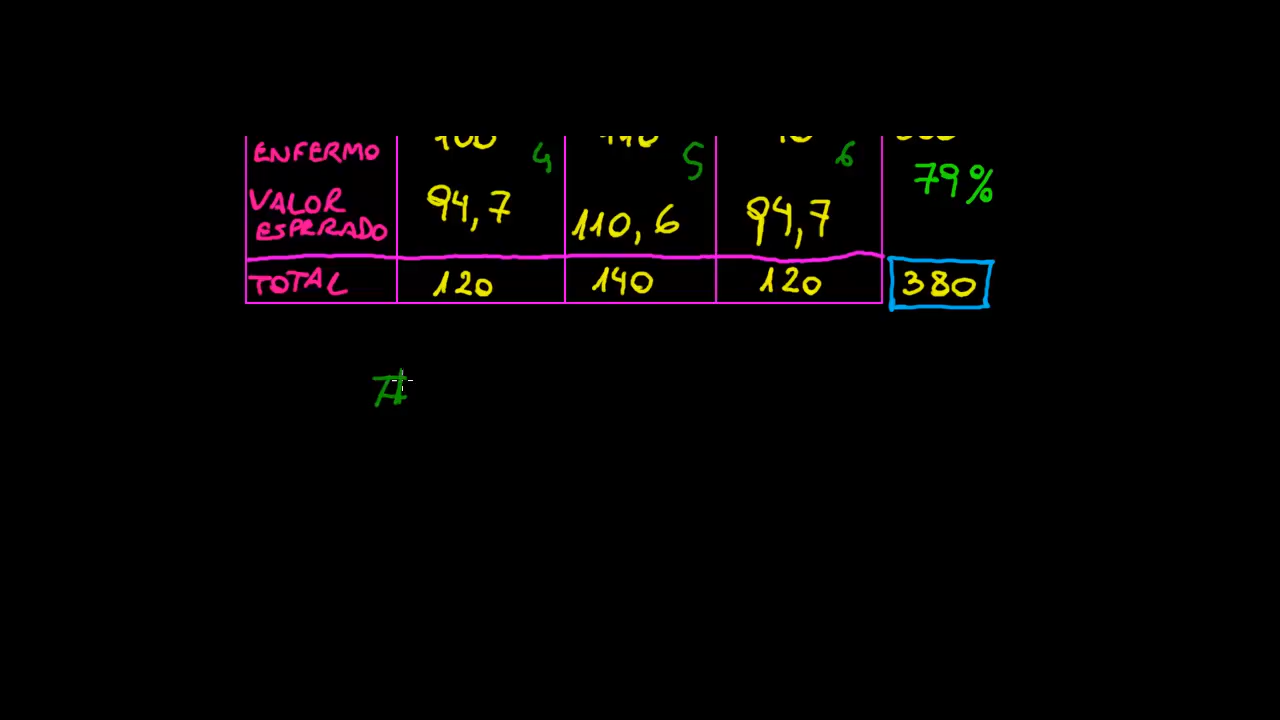 ENFERMO 4 5 6
79%
VALOR ESPERADO 94,7 110,6 94,7
TOTAL 120 140 120 380